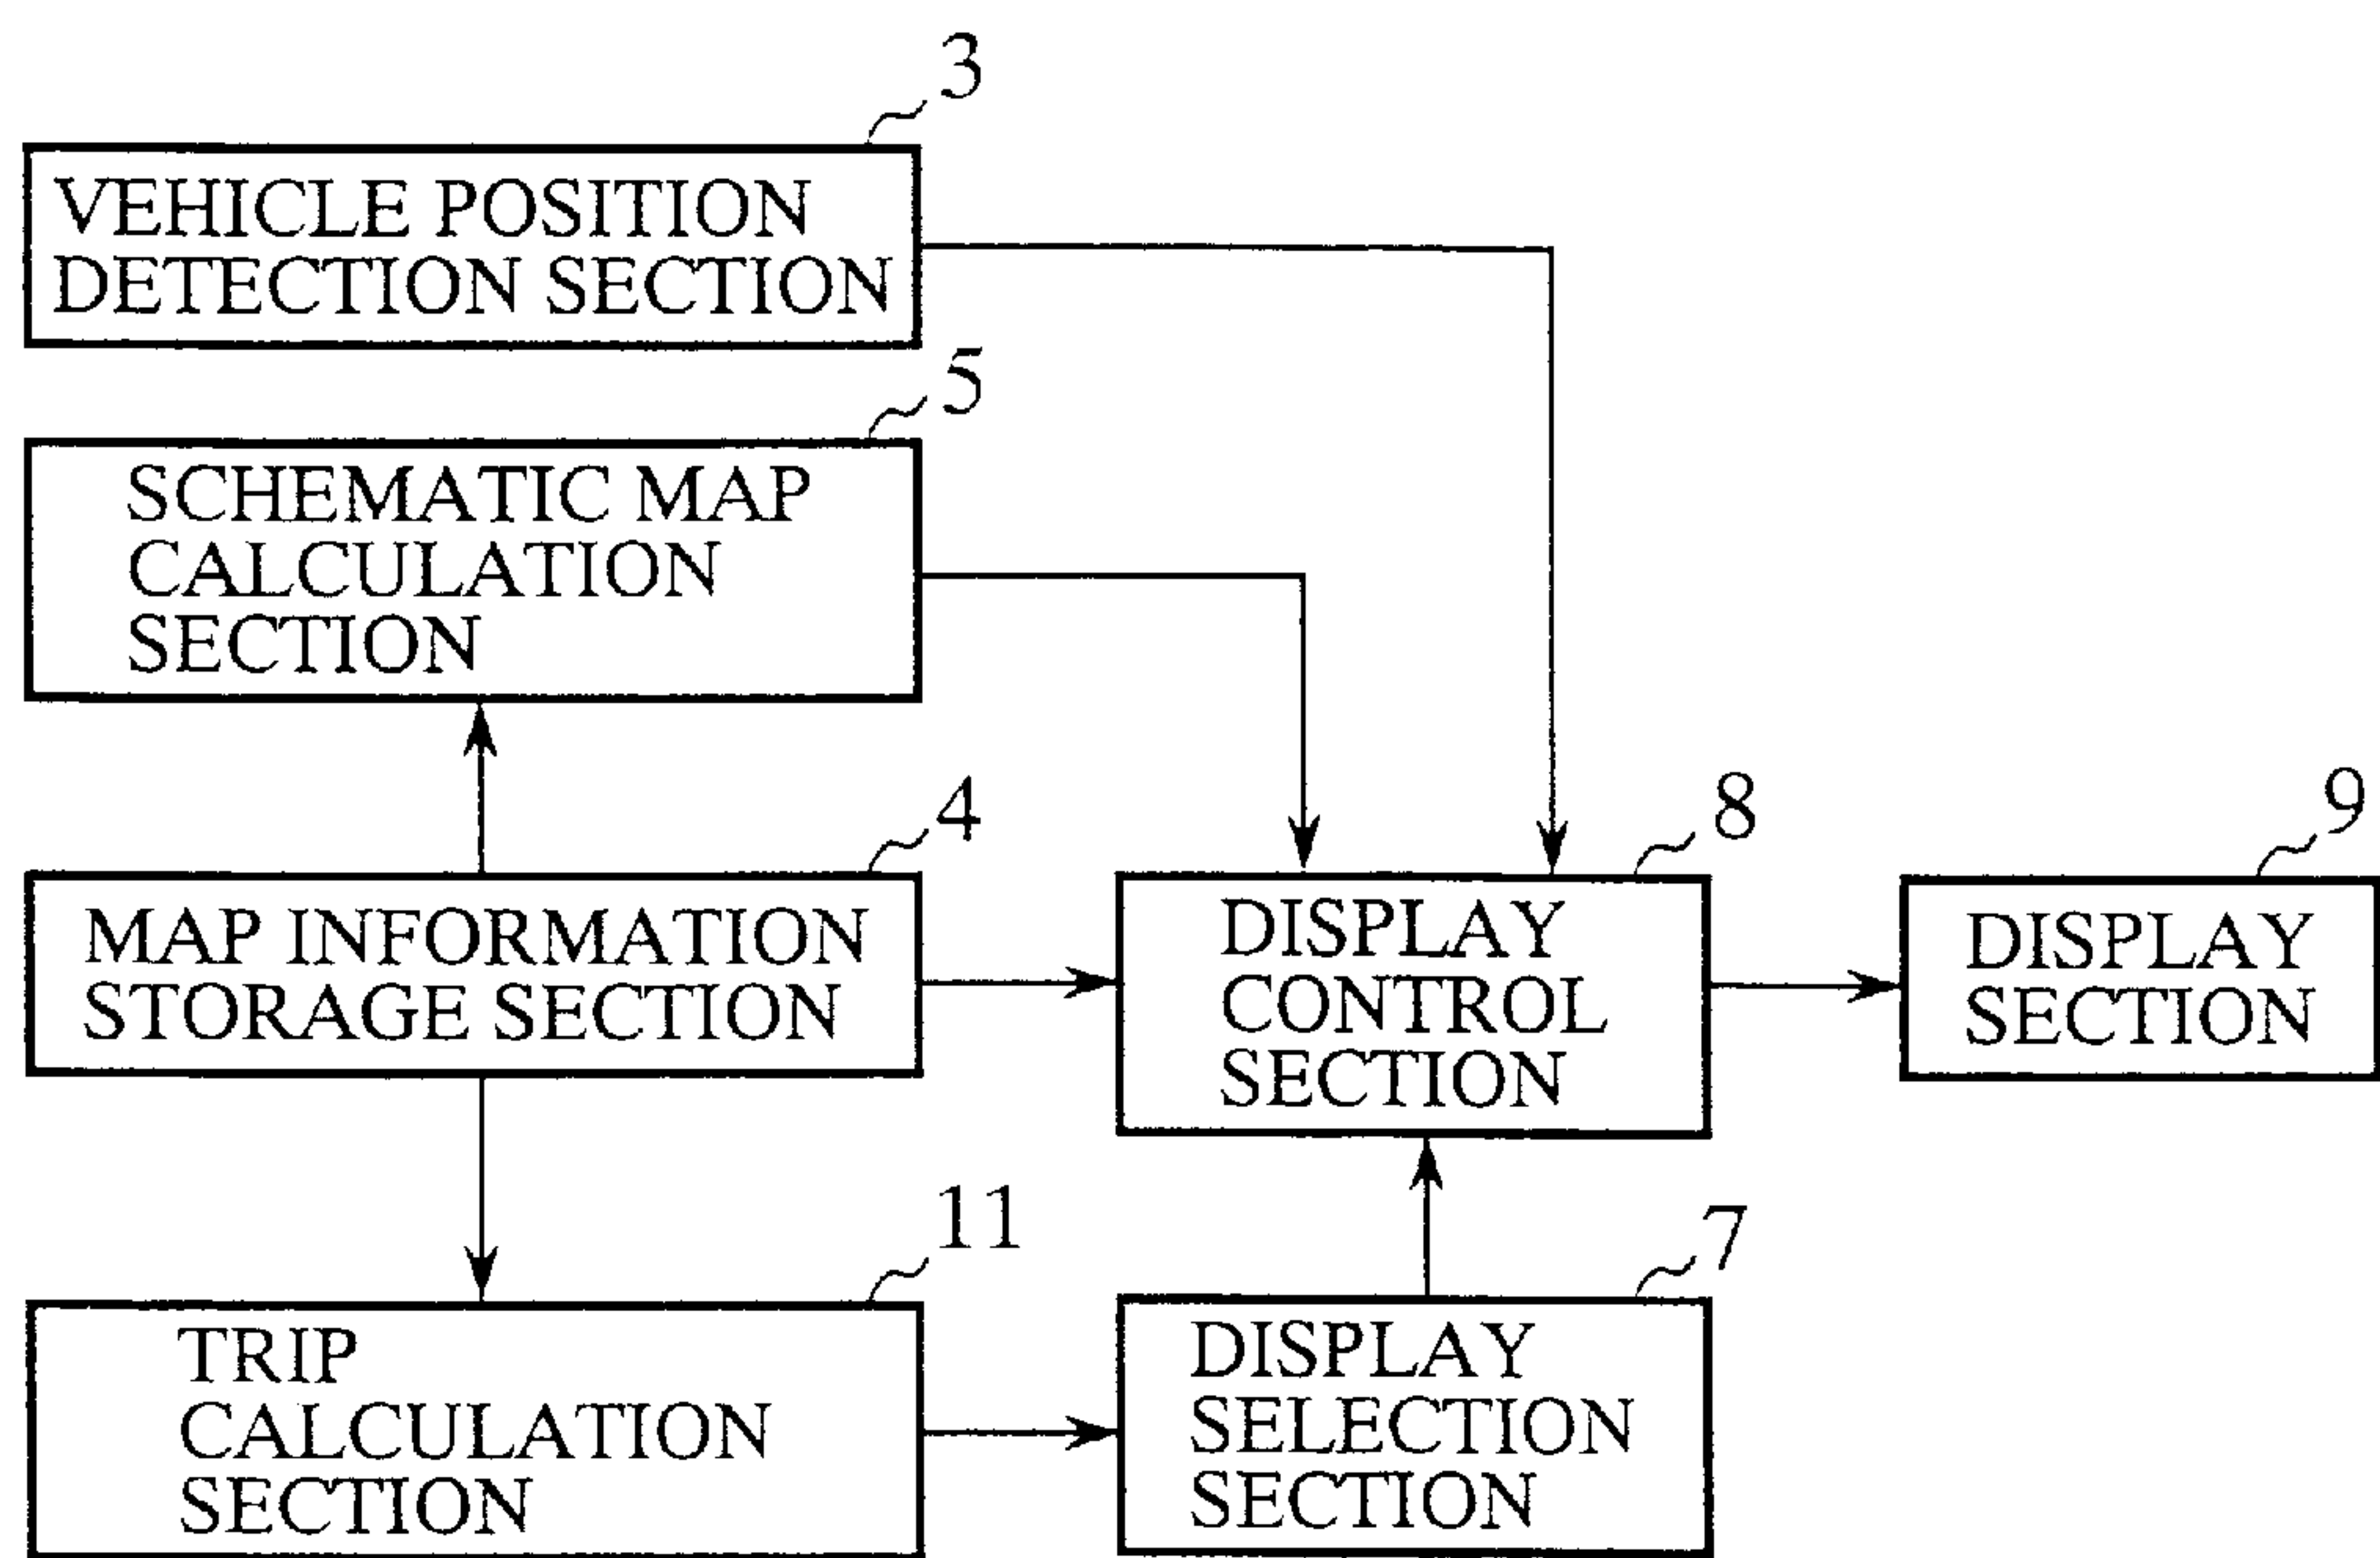 3
VEHICLE POSITION
DETECTION SECTION
5
SCHEMATIC MAP
CALCULATION
SECTION
4
MAP INFORMATION
STORAGE SECTION
8
DISPLAY
CONTROL
SECTION
9
DISPLAY
SECTION
11
TRIP
CALCULATION
SECTION
7
DISPLAY
SELECTION
SECTION